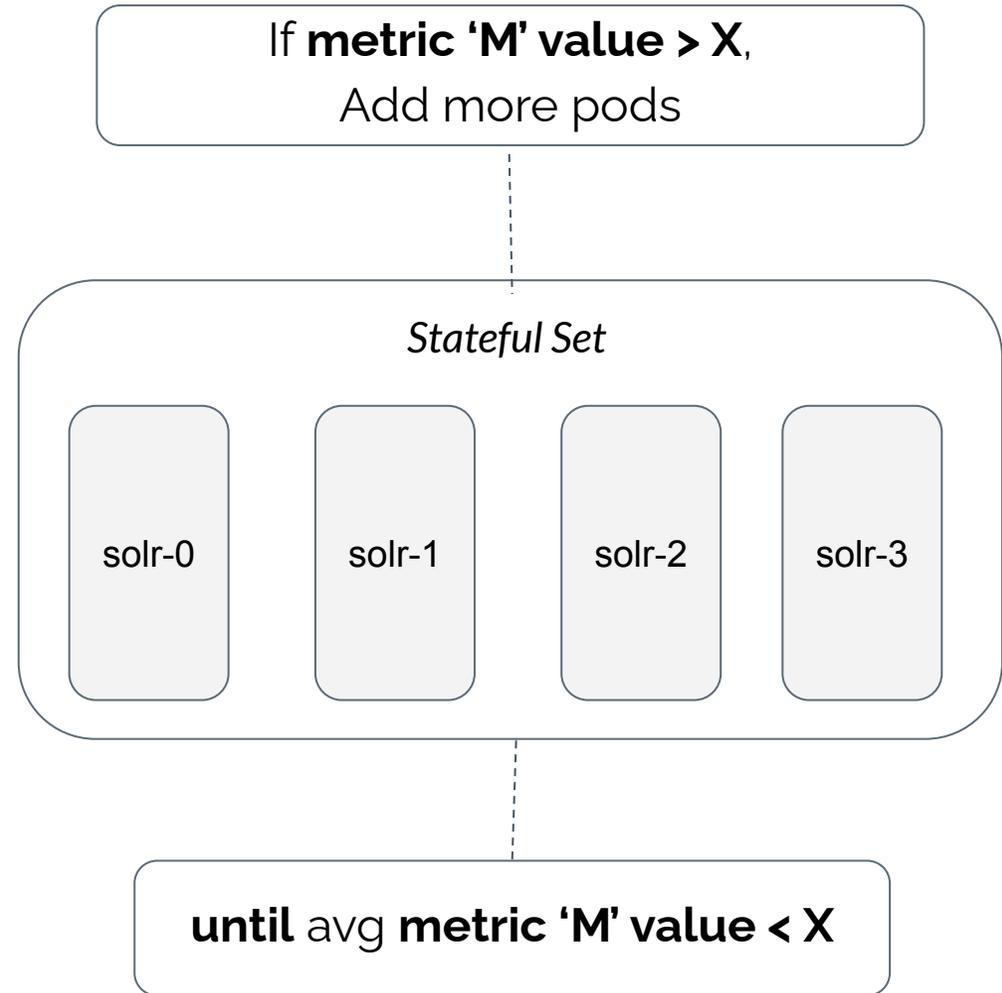 If metric ‘M’ value > X,
Add more pods
Stateful Set
solr-0
solr-1
solr-2
solr-3
until avg metric ‘M’ value < X